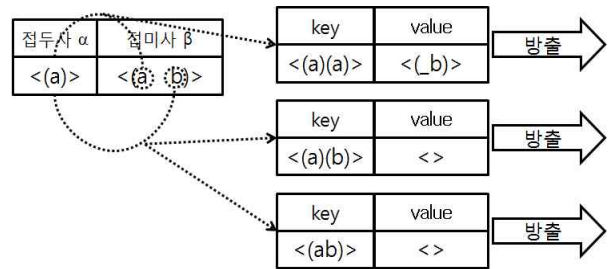 접두사 α 접미사 β
<(a)> <(a b)>
key value
<(a)(a)> <(_b)>
방출
key value
<(a)(b)> <>
방출
key value
<(ab)> <>
방출